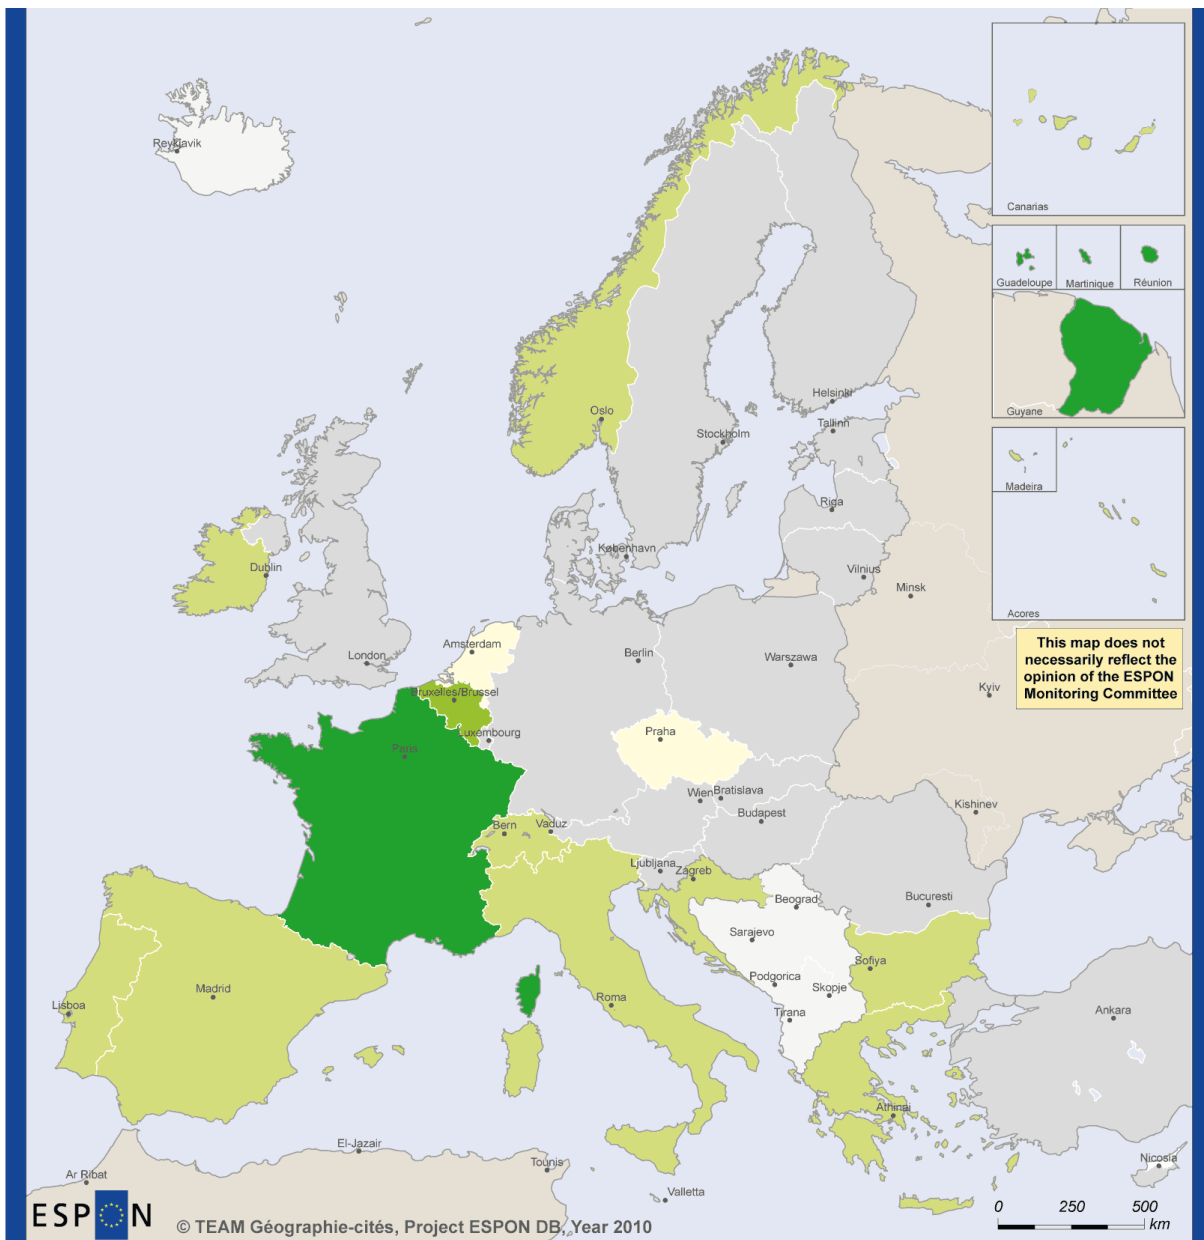 Reykjavik
Canarias
Guadeloupe
Martinique
Réunion
Guyane
Madeira
Acores
This map does not
necessarily reflect the
opinion of the ESPON
Monitoring Committee
Helsinki
Oslo
Tallinn
Stockholm
Riga
København
Dublin
Vilnius
Minsk
Amsterdam
London
Berlin
Warszawa
Bruxelles/Brussel
Kyiv
Luxembourg
Praha
Paris
Wien
Bratislava
Kishinev
Budapest
Bern
Vaduz
Ljubljana
Zagreb
Beograd
Bucuresti
Sarajevo
Sofiya
Podgorica
Skopje
Madrid
Lisboa
Roma
Tirana
Ankara
Athinai
El-Jazair
Tounis
Nicosia
Ar Ribat
Valletta
ESPON
© TEAM Géographie-cités, Project ESPON DB, Year 2010
0 250 500
km